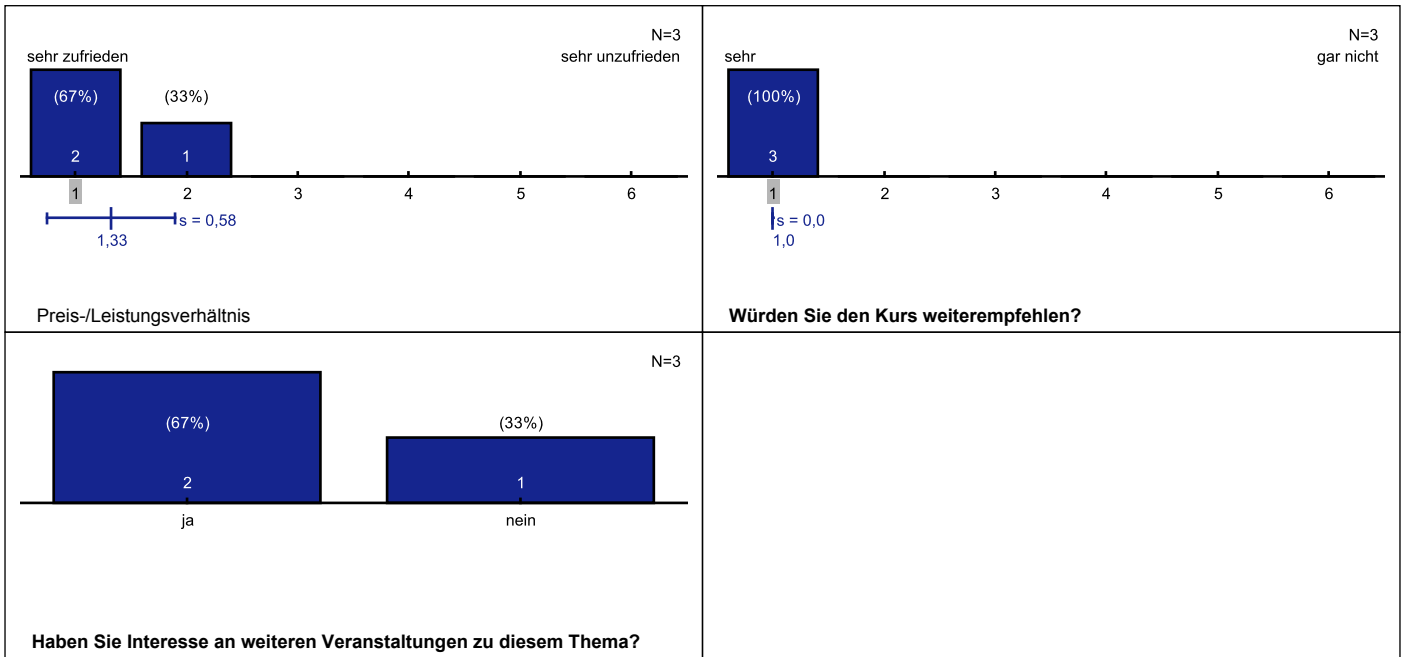 N=3
sehr zufrieden sehr unzufrieden
(67%) (33%)
2 1
1 2 3 4 5 6
s = 0,58
1,33
Preis-/Leistungsverhältnis
N=3
sehr gar nicht
(100%)
3
1 2 3 4 5 6
s = 0,0
1,0
Würden Sie den Kurs weiterempfehlen?
N=3
(67%) (33%)
2 1
ja nein
Haben Sie Interesse an weiteren Veranstaltungen zu diesem Thema?